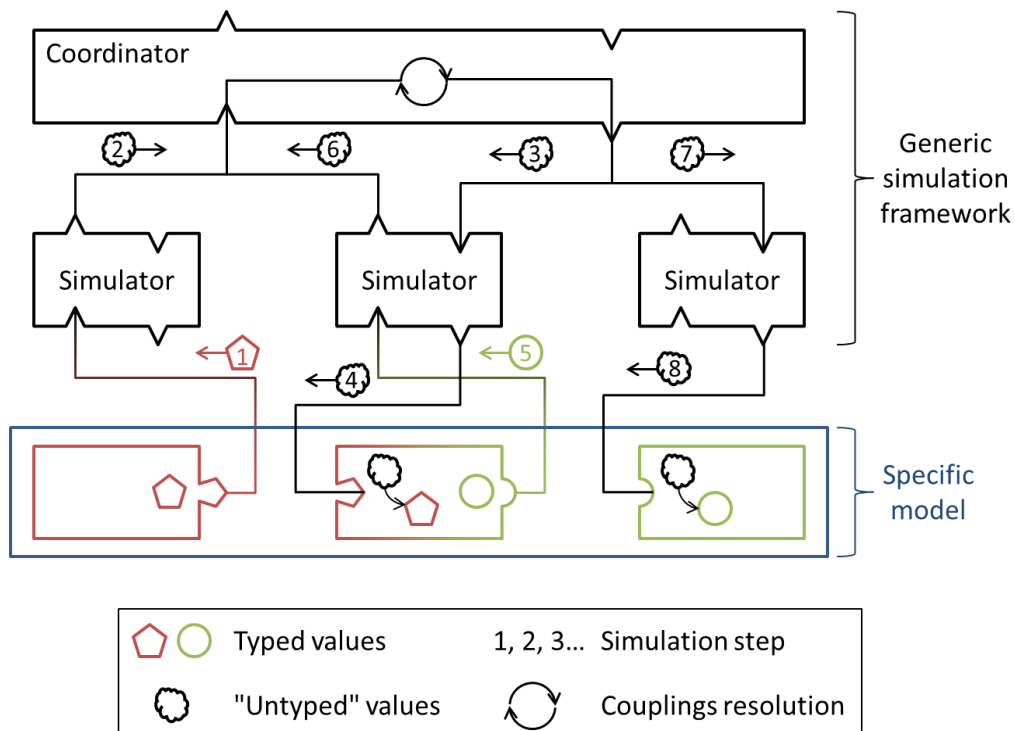 Coordinator
2
6
3
7
Generic
simulation
framework
Simulator
Simulator
Simulator
1
5
4
8
Specific
model
Typed values
1, 2, 3... Simulation step
"Untyped" values
Couplings resolution